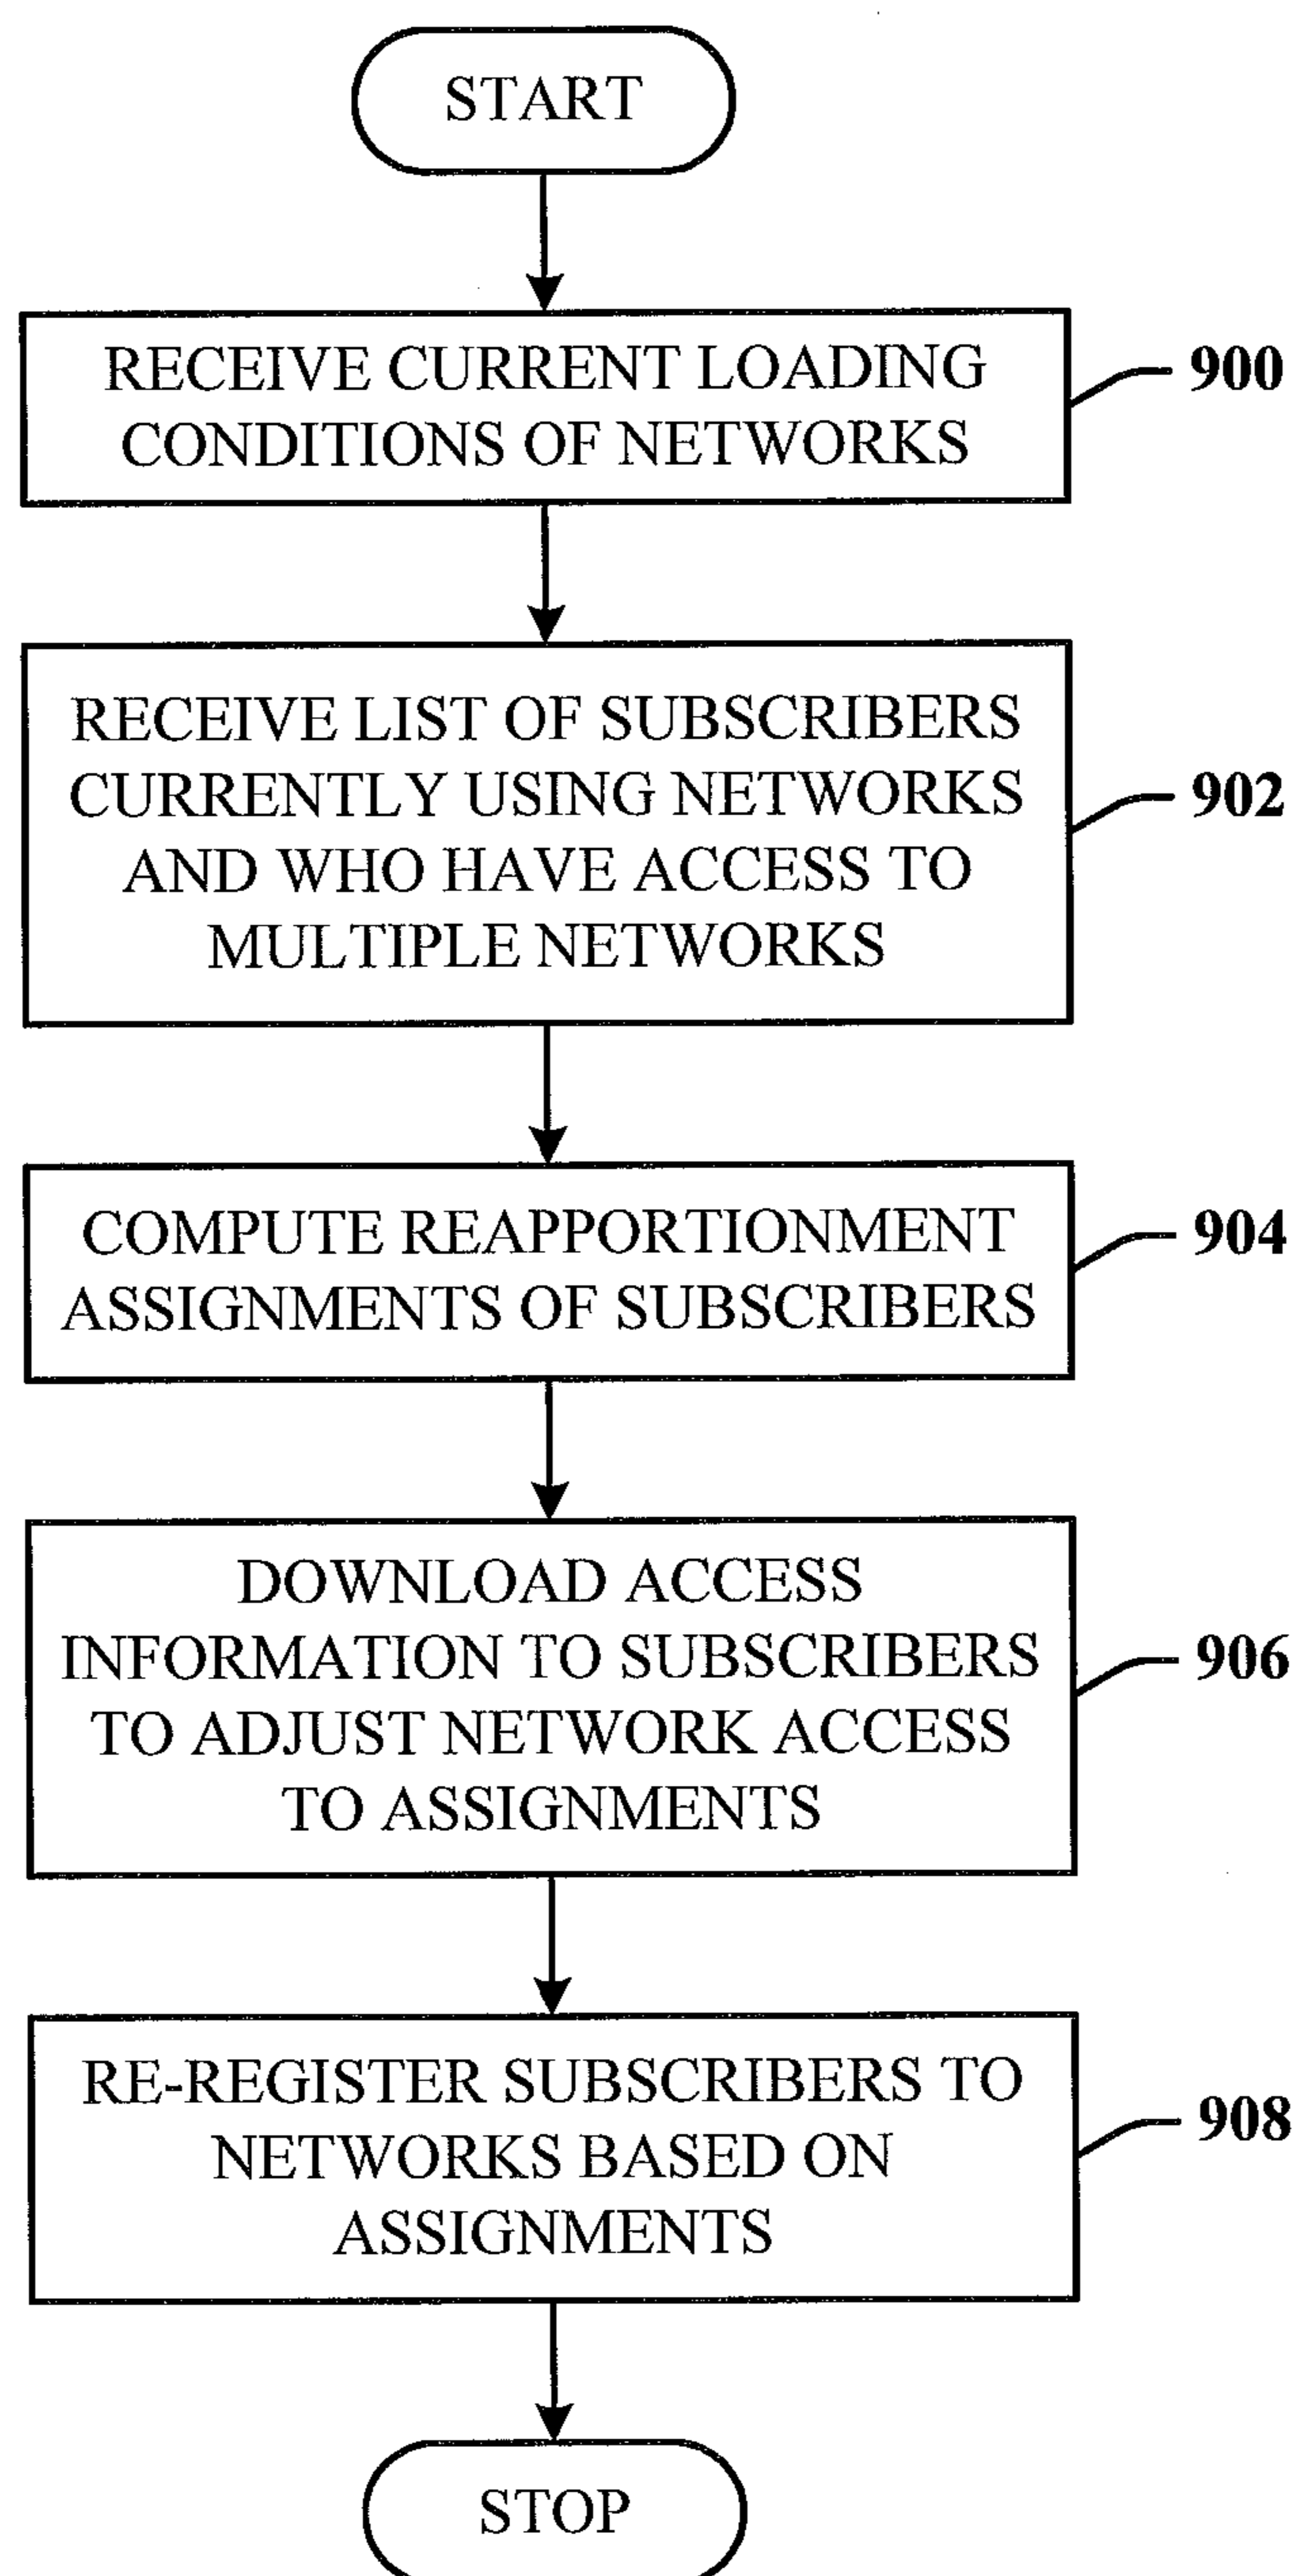 START
RECEIVE CURRENT LOADING
CONDITIONS OF NETWORKS
900
RECEIVE LIST OF SUBSCRIBERS
CURRENTLY USING NETWORKS
AND WHO HAVE ACCESS TO
MULTIPLE NETWORKS
902
COMPUTE REAPPORTIONMENT
ASSIGNMENTS OF SUBSCRIBERS
904
DOWNLOAD ACCESS
INFORMATION TO SUBSCRIBERS
TO ADJUST NETWORK ACCESS
TO ASSIGNMENTS
906
RE-REGISTER SUBSCRIBERS TO
NETWORKS BASED ON
ASSIGNMENTS
908
STOP